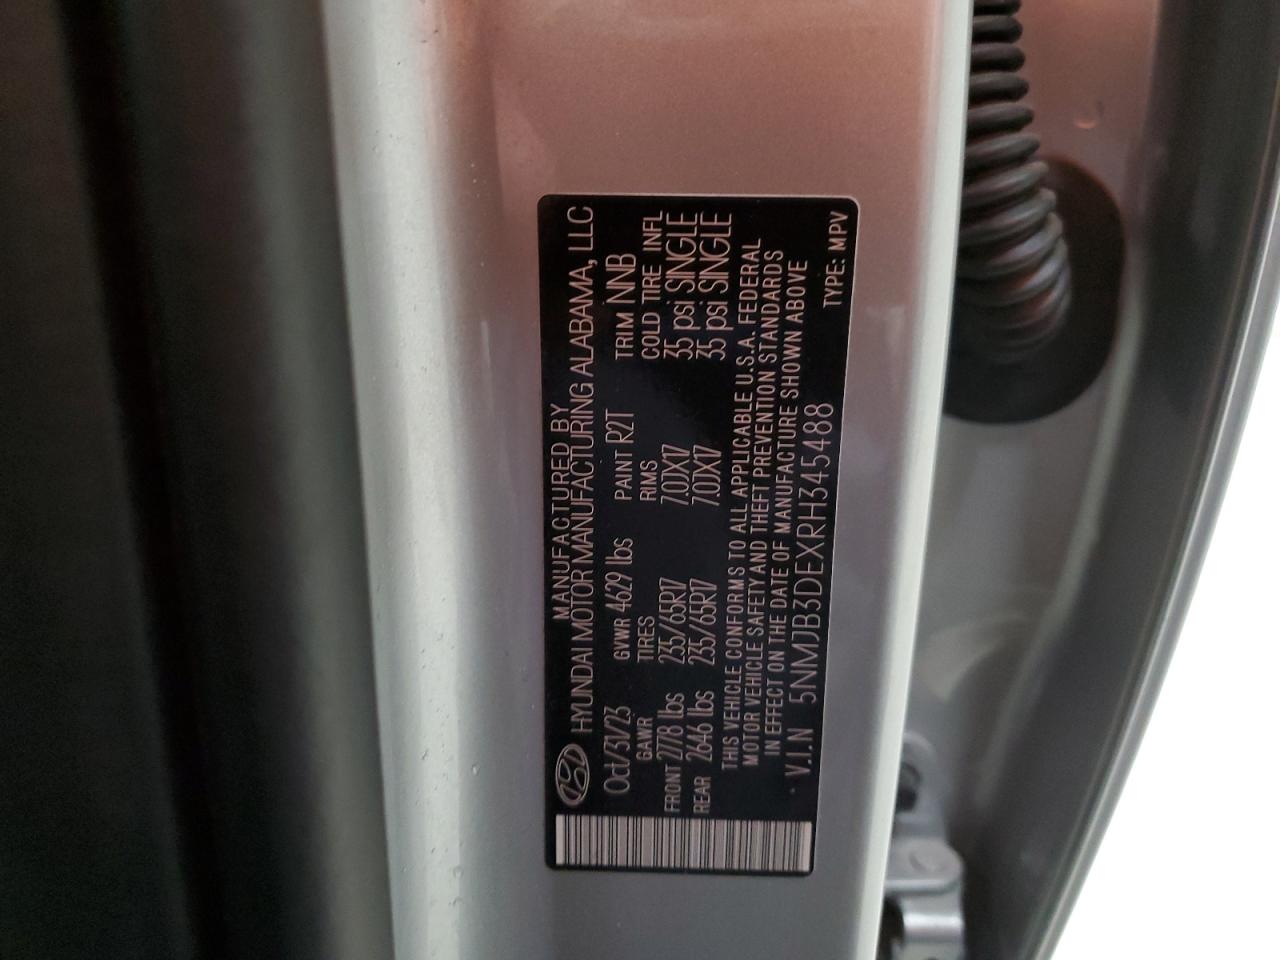 MANUFACTURED BY
HYUNDAI MOTOR MANUFACTURING ALABAMA, LLC
Oct/31/23 GVWR 4629 lbs PAINT R2T TRIM NNB
GAWR TIRES RIMS COLD TIRE INFL
FRONT 2778 lbs 235/65R17 7.0JX17 35 psi SINGLE
REAR 2646 lbs 235/65R17 7.0JX17 35 psi SINGLE
THIS VEHICLE CONFORMS TO ALL APPLICABLE U.S.A. FEDERAL
MOTOR VEHICLE SAFETY AND THEFT PREVENTION STANDARDS
IN EFFECT ON THE DATE OF MANUFACTURE SHOWN ABOVE
V.I.N 5NMJB3DEXRH345488 TYPE: MPV